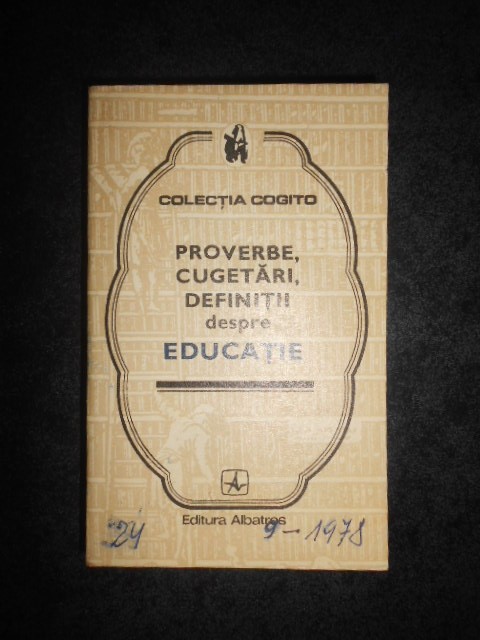 COLECȚIA COGITO
PROVERBE,
CUGETĂRI,
DEFINIȚII
despre
EDUCAȚIE
Editura Albatros
24 9-1978